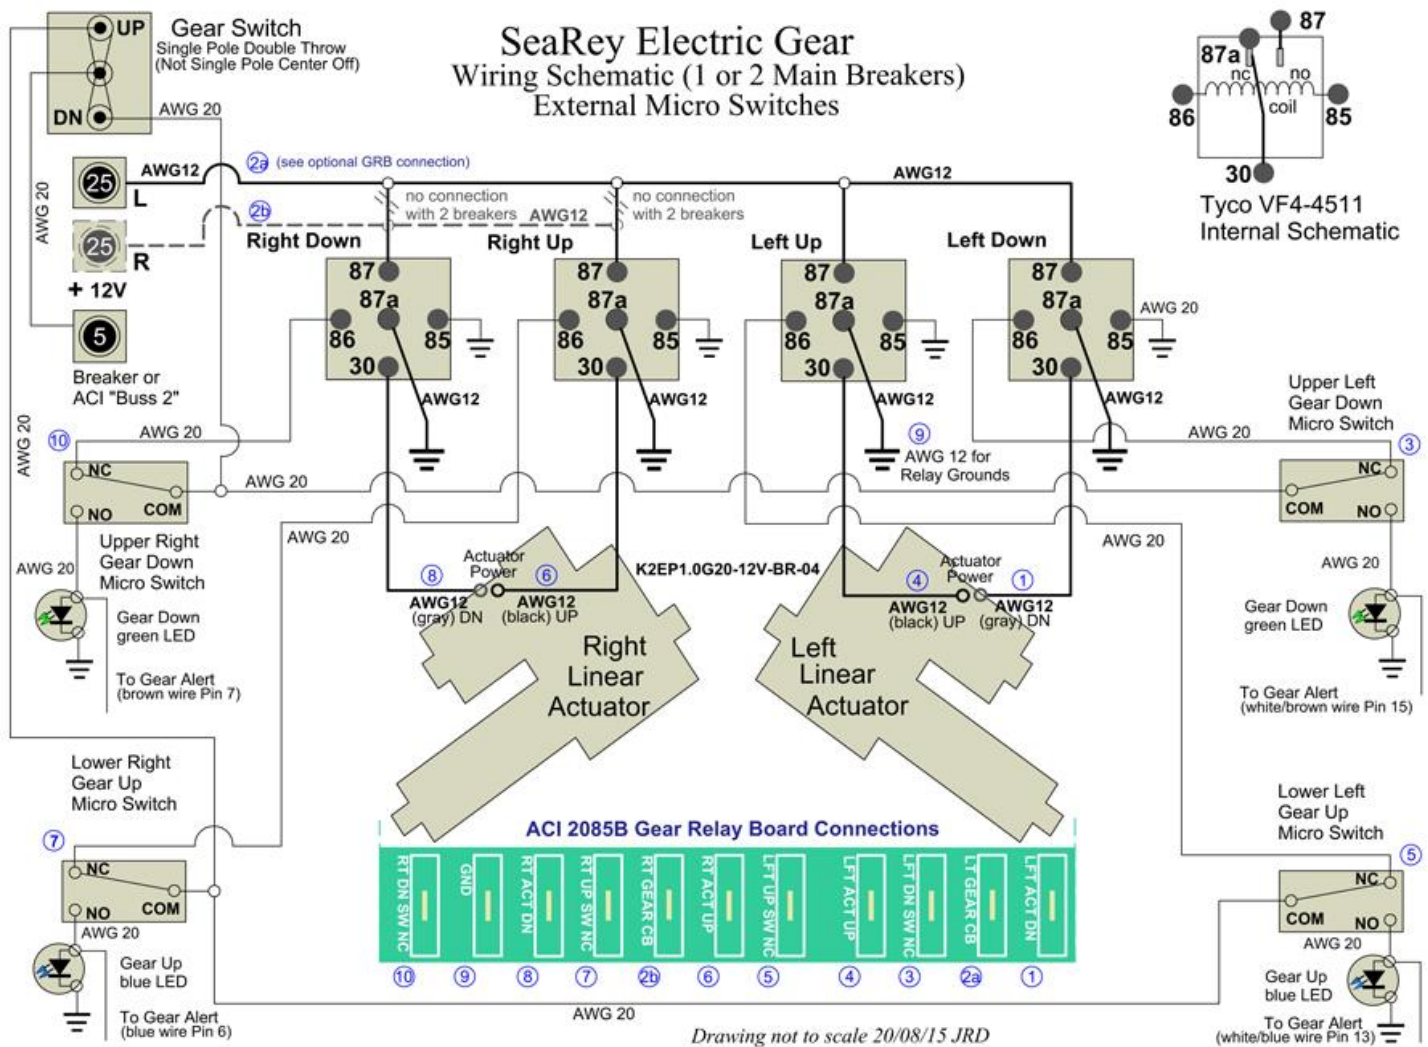 SeaRey Electric Gear
Wiring Schematic (1 or 2 Main Breakers)
External Micro Switches
UP
DN
Gear Switch
Single Pole Double Throw
(Not Single Pole Center Off)
AWG 20
AWG 20
AWG 20
25
L
AWG12
2a
(see optional GRB connection)
AWG12
25
R
2b
no connection
with 2 breakers
AWG12
no connection
with 2 breakers
+ 12V
5
Breaker or
ACI "Buss 2"
87
87a
nc
no
coil
86
85
30
Tyco VF4-4511
Internal Schematic
Right Down
87
87a
86
85
30
AWG12
Right Up
87
87a
86
85
30
AWG12
Left Up
87
87a
86
85
30
AWG12
Left Down
87
87a
86
85
30
AWG12
AWG 20
9
AWG 12 for
Relay Grounds
10
AWG 20
NC
NO
COM
AWG 20
Upper Right
Gear Down
Micro Switch
AWG 20
Gear Down
green LED
To Gear Alert
(brown wire Pin 7)
AWG 20
Upper Left
Gear Down
Micro Switch
AWG 20
3
NC
COM
NO
AWG 20
AWG 20
Gear Down
green LED
To Gear Alert
(white/brown wire Pin 15)
Actuator
Power
8
6
AWG12
(gray) DN
AWG12
(black) UP
K2EP1.0G20-12V-BR-04
Actuator
Power
4
1
AWG12
(black) UP
AWG12
(gray) DN
Right
Linear
Actuator
Left
Linear
Actuator
Lower Right
Gear Up
Micro Switch
7
NC
NO
COM
AWG 20
Gear Up
blue LED
To Gear Alert
(blue wire Pin 6)
Lower Left
Gear Up
Micro Switch
5
NC
COM
NO
AWG 20
Gear Up
blue LED
To Gear Alert
(white/blue wire Pin 13)
ACI 2085B Gear Relay Board Connections
RT DN SW NC
GND
RT ACT DN
RT UP SW NC
RT GEAR CB
RT ACT UP
LFT UP SW NC
LFT ACT UP
LFT DN SW NC
LT GEAR CB
LFT ACT DN
10
9
8
7
2b
6
5
4
3
2a
1
AWG 20
Drawing not to scale 20/08/15 JRD